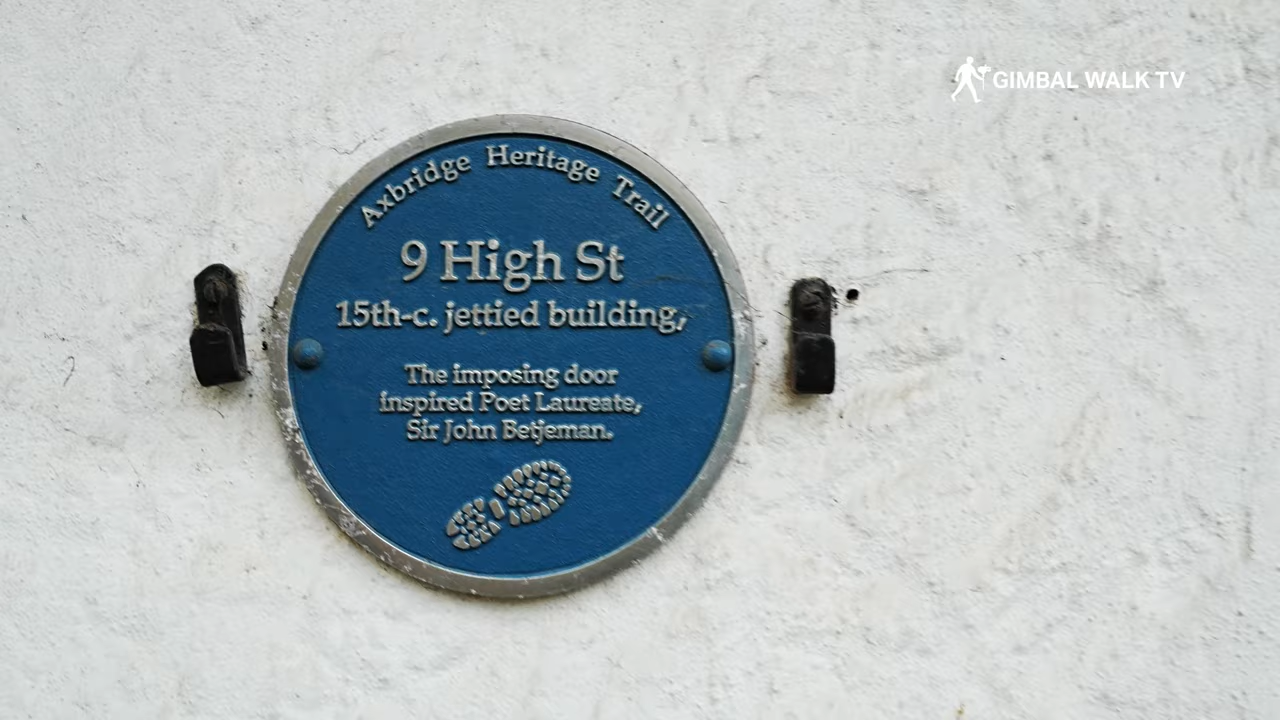 GIMBAL WALK TV
Axbridge Heritage Trail
9 High St
15th-c. jettied building,
The imposing door
inspired Poet Laureate,
Sir John Betjeman.